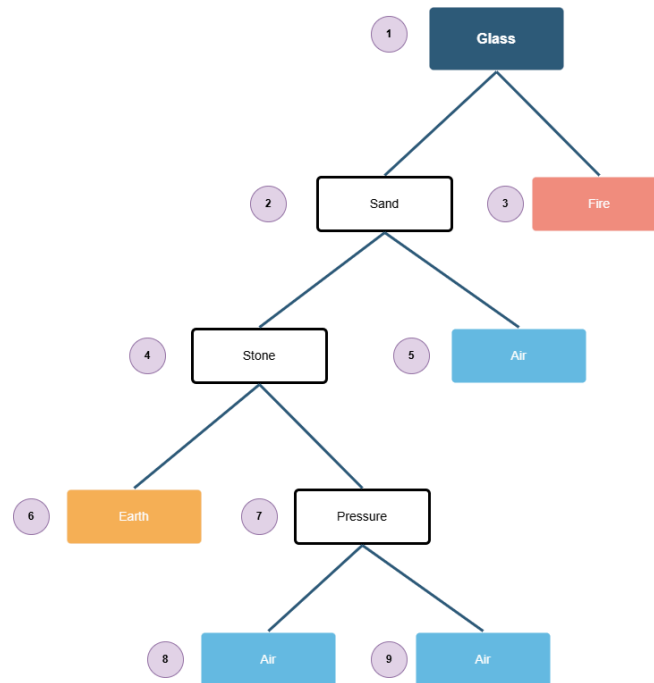 1
Glass
2
Sand
3
Fire
4
Stone
5
Air
6
Earth
7
Pressure
8
Air
9
Air